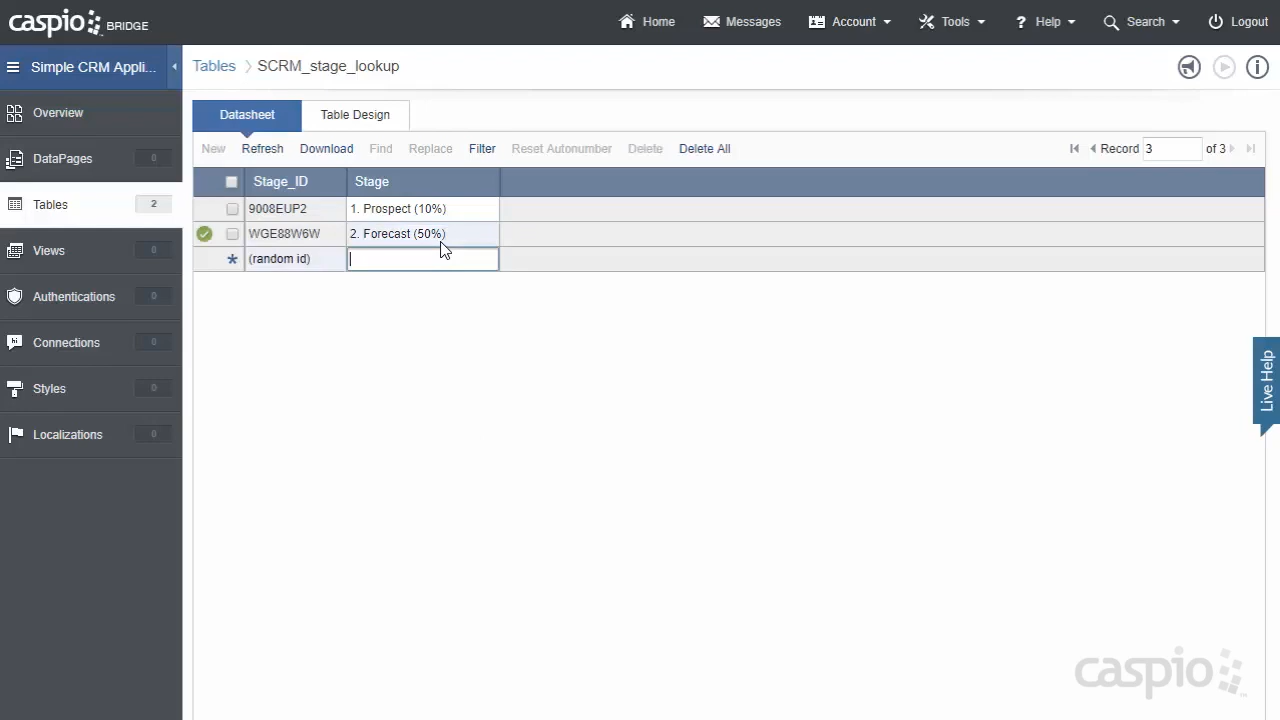 caspio BRIDGE
Home Messages Account Tools ? Help Search Logout
Simple CRM Appli...
Tables SCRM_stage_lookup
Overview
DataPages 0
Tables 2
Views 0
Authentications 0
Connections 0
Styles 0
Localizations 0
Datasheet Table Design
New Refresh Download Find Replace Filter Reset Autonumber Delete Delete All Record 3 of 3
Stage_ID Stage
9008EUP2 1. Prospect (10%)
WGE88W6W 2. Forecast (50%)
* (random id)
Live Help
caspio